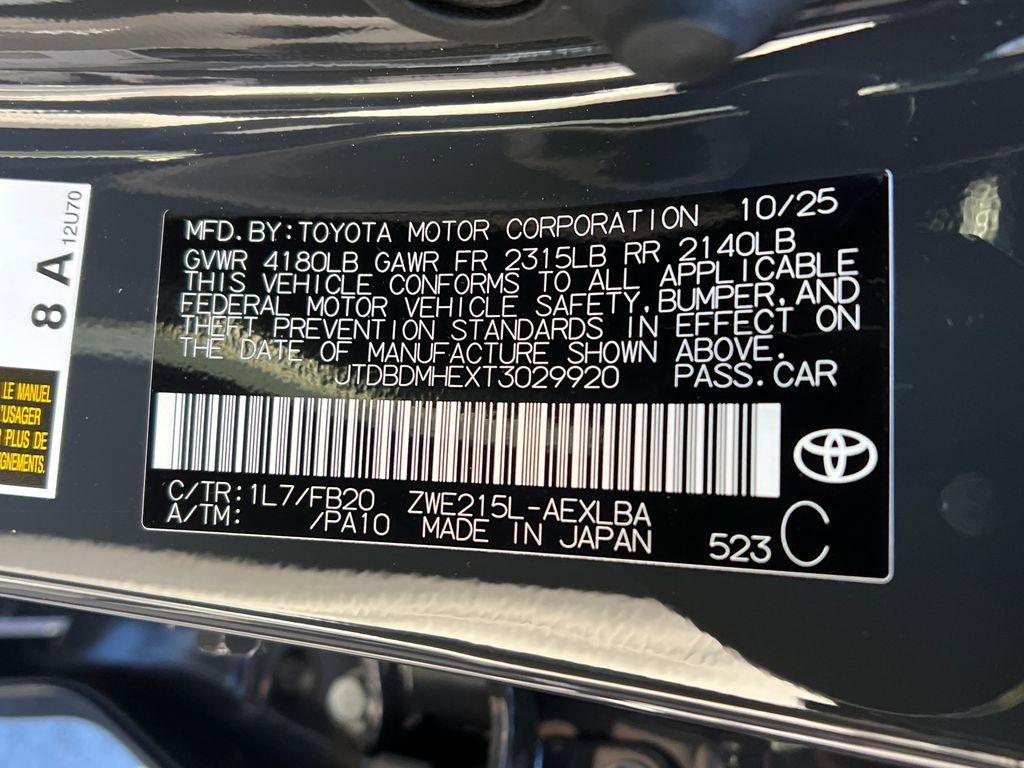 MFD.BY:TOYOTA MOTOR CORPORATION 10/25
GVWR 4180LB GAWR FR 2315LB RR 2140LB
THIS VEHICLE CONFORMS TO ALL APPLICABLE
FEDERAL MOTOR VEHICLE SAFETY,BUMPER,AND
THEFT PREVENTION STANDARDS IN EFFECT ON
THE DATE OF MANUFACTURE SHOWN ABOVE.
JTDBDMHEXT3029920 PASS.CAR
C/TR:1L7/FB20 ZWE215L-AEXLBA
A/TM: /PA10 MADE IN JAPAN 523 C
8 A
12U70
LE MANUEL
'USAGER
PLUS DE
GNEMENTS.